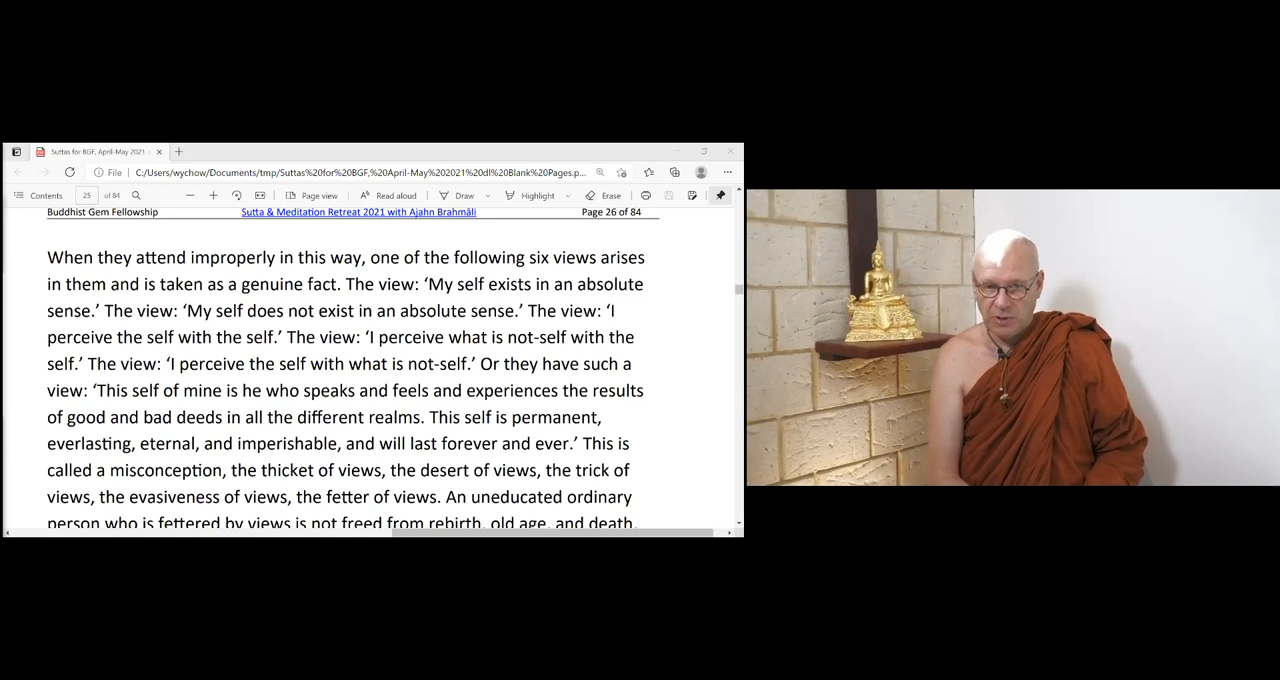 Suttas for BGF, April-May 2021
File C:/Users/wychow/Documents/tmp/Suttas%20for%20BGF,%20April-May%202021%20dl%20Blank%20Pages.p...
Contents 25 of 84 Page view Read aloud Draw Highlight Erase
Buddhist Gem Fellowship Sutta & Meditation Retreat 2021 with Ajahn Brahmāli Page 26 of 84
When they attend improperly in this way, one of the following six views arises
in them and is taken as a genuine fact. The view: ‘My self exists in an absolute
sense.’ The view: ‘My self does not exist in an absolute sense.’ The view: ‘I
perceive the self with the self.’ The view: ‘I perceive what is not-self with the
self.’ The view: ‘I perceive the self with what is not-self.’ Or they have such a
view: ‘This self of mine is he who speaks and feels and experiences the results
of good and bad deeds in all the different realms. This self is permanent,
everlasting, eternal, and imperishable, and will last forever and ever.’ This is
called a misconception, the thicket of views, the desert of views, the trick of
views, the evasiveness of views, the fetter of views. An uneducated ordinary
person who is fettered by views is not freed from rebirth, old age, and death,